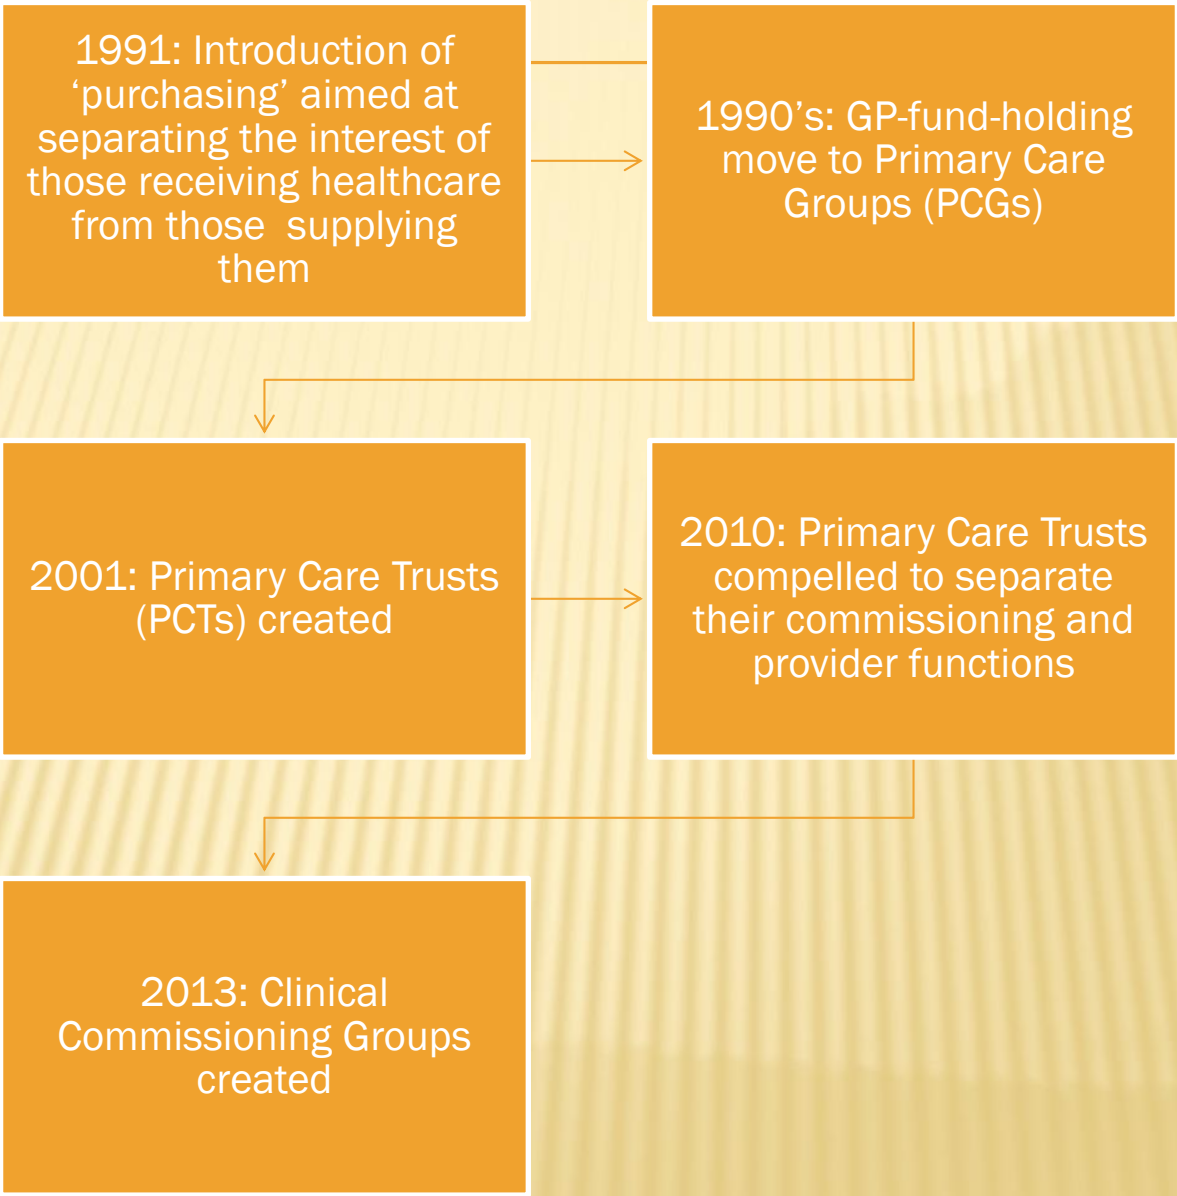 1991: Introduction of
‘purchasing’ aimed at
separating the interest of
those receiving healthcare
from those  supplying
them
1990’s: GP-fund-holding
move to Primary Care
Groups (PCGs)
2001: Primary Care Trusts
(PCTs) created
2010: Primary Care Trusts
compelled to separate
their commissioning and
provider functions
2013: Clinical
Commissioning Groups
created